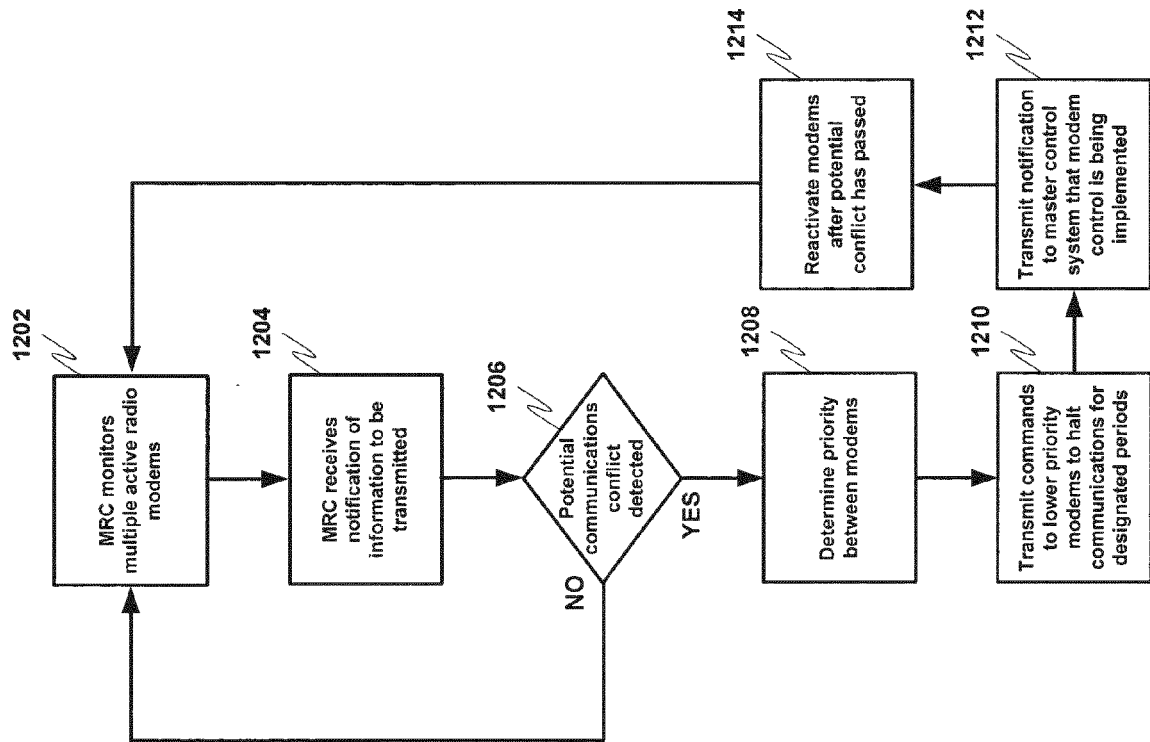 1202
MRC monitors
multiple active radio
modems
1204
MRC receives
notification of
information to be
transmitted
1206
Potential
communications
conflict
detected
NO
YES
1208
Determine priority
between modems
1210
Transmit commands
to lower priority
modems to halt
communications for
designated periods
1212
Transmit notification
to master control
system that modem
control is being
implemented
1214
Reactivate modems
after potential
conflict has passed